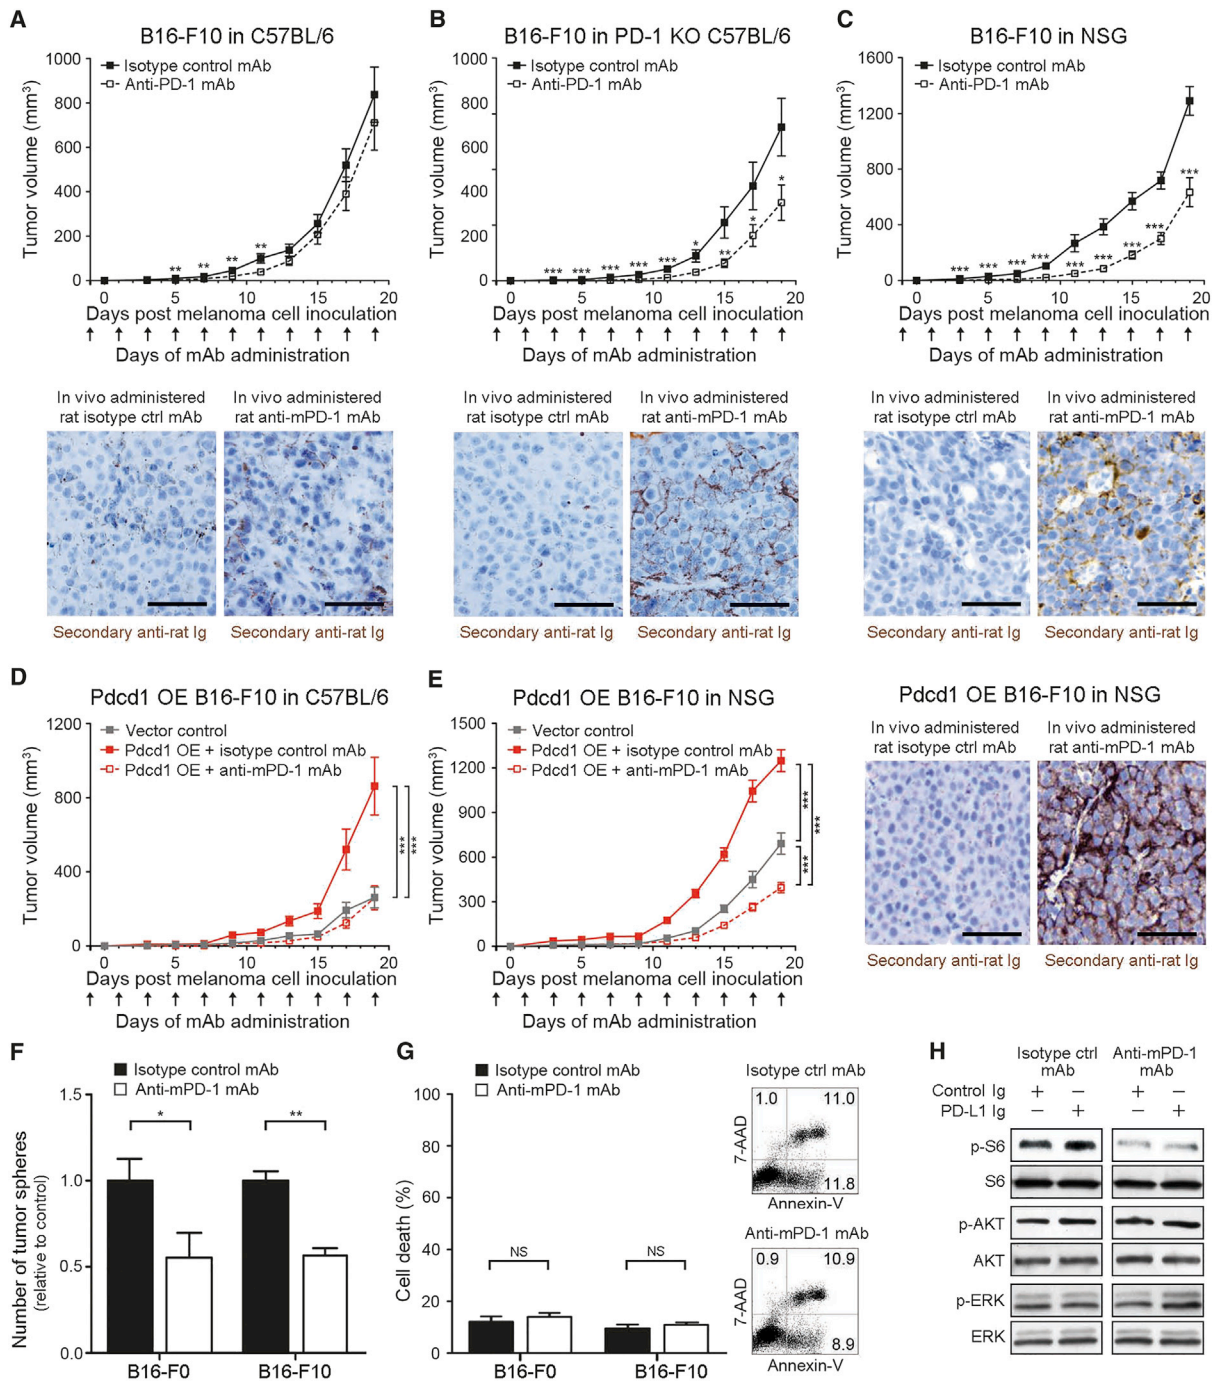 A
B16-F10 in C57BL/6
Isotype control mAb
Anti-PD-1 mAb
Tumor volume (mm³)
1000
800
600
400
200
0
** ** ** **
0 5 10 15 20
Days post melanoma cell inoculation
Days of mAb administration
In vivo administered
rat isotype ctrl mAb
In vivo administered
rat anti-mPD-1 mAb
Secondary anti-rat Ig
Secondary anti-rat Ig
B
B16-F10 in PD-1 KO C57BL/6
Isotype control mAb
Anti-PD-1 mAb
Tumor volume (mm³)
1000
800
600
400
200
0
*** *** *** *** *** * ** * *
0 5 10 15 20
Days post melanoma cell inoculation
Days of mAb administration
In vivo administered
rat isotype ctrl mAb
In vivo administered
rat anti-mPD-1 mAb
Secondary anti-rat Ig
Secondary anti-rat Ig
C
B16-F10 in NSG
Isotype control mAb
Anti-PD-1 mAb
Tumor volume (mm³)
1600
1200
800
400
0
*** *** *** *** *** *** *** *** ***
0 5 10 15 20
Days post melanoma cell inoculation
Days of mAb administration
In vivo administered
rat isotype ctrl mAb
In vivo administered
rat anti-mPD-1 mAb
Secondary anti-rat Ig
Secondary anti-rat Ig
D
Pdcd1 OE B16-F10 in C57BL/6
Vector control
Pdcd1 OE + isotype control mAb
Pdcd1 OE + anti-mPD-1 mAb
Tumor volume (mm³)
1200
800
400
0
*** ***
0 5 10 15 20
Days post melanoma cell inoculation
Days of mAb administration
E
Pdcd1 OE B16-F10 in NSG
Vector control
Pdcd1 OE + isotype control mAb
Pdcd1 OE + anti-mPD-1 mAb
Tumor volume (mm³)
1500
1200
900
600
300
0
*** *** ***
0 5 10 15 20
Days post melanoma cell inoculation
Days of mAb administration
Pdcd1 OE B16-F10 in NSG
In vivo administered
rat isotype ctrl mAb
In vivo administered
rat anti-mPD-1 mAb
Secondary anti-rat Ig
Secondary anti-rat Ig
F
Isotype control mAb
Anti-mPD-1 mAb
Number of tumor spheres
(relative to control)
1.5
1.0
0.5
0.0
* **
B16-F0 B16-F10
G
Isotype control mAb
Anti-mPD-1 mAb
Cell death (%)
100
80
60
40
20
0
NS NS
B16-F0 B16-F10
Isotype ctrl mAb
1.0 11.0
11.8
7-AAD
Annexin-V
Anti-mPD-1 mAb
0.9 10.9
8.9
7-AAD
Annexin-V
H
Isotype ctrl
mAb
Anti-mPD-1
mAb
Control Ig + − + −
PD-L1 Ig − + − +
p-S6
S6
p-AKT
AKT
p-ERK
ERK